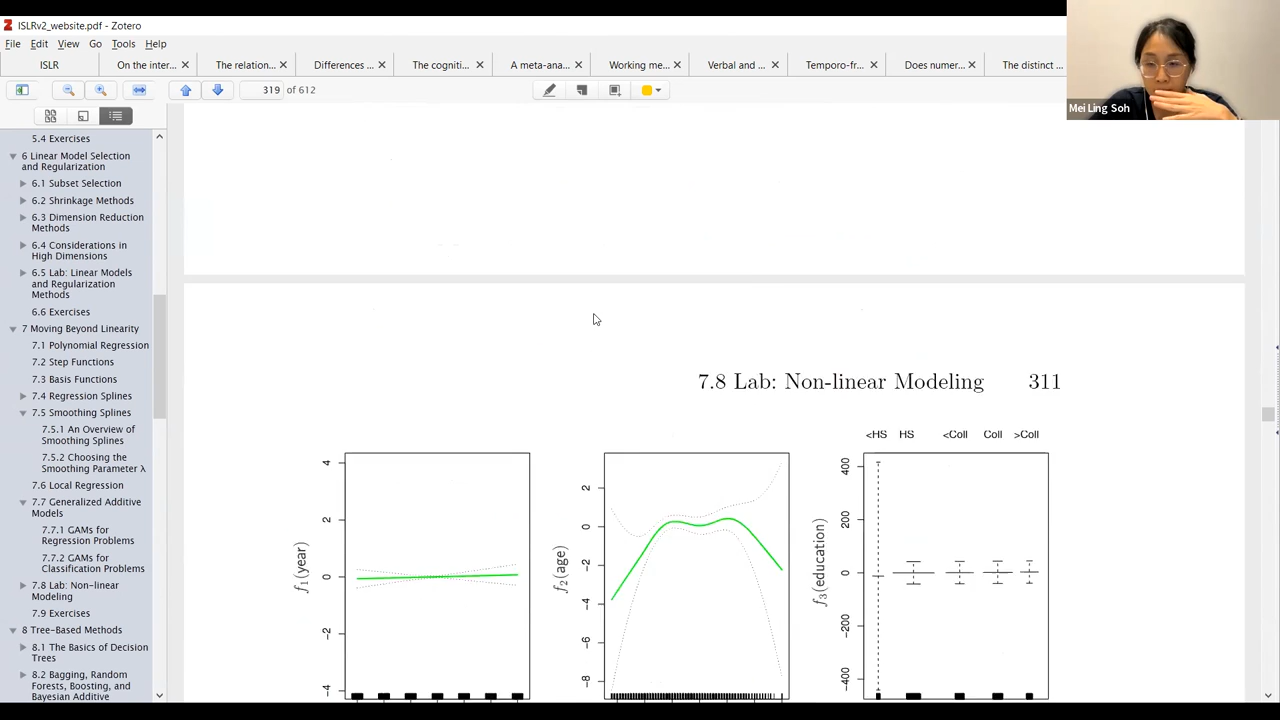 ISLRv2_website.pdf - Zotero
File Edit View Go Tools Help
ISLR On the inter... The relation... Differences ... The cogniti... A meta-ana... Working me... Verbal and ... Temporo-fr... Does numer... The distinct
319 of 612
Mei Ling Soh
5.4 Exercises
6 Linear Model Selection
and Regularization
6.1 Subset Selection
6.2 Shrinkage Methods
6.3 Dimension Reduction
Methods
6.4 Considerations in
High Dimensions
6.5 Lab: Linear Models
and Regularization
Methods
6.6 Exercises
7 Moving Beyond Linearity
7.1 Polynomial Regression
7.2 Step Functions
7.3 Basis Functions
7.4 Regression Splines
7.5 Smoothing Splines
7.5.1 An Overview of
Smoothing Splines
7.5.2 Choosing the
Smoothing Parameter λ
7.6 Local Regression
7.7 Generalized Additive
Models
7.7.1 GAMs for
Regression Problems
7.7.2 GAMs for
Classification Problems
7.8 Lab: Non-linear
Modeling
7.9 Exercises
8 Tree-Based Methods
8.1 The Basics of Decision
Trees
8.2 Bagging, Random
Forests, Boosting, and
Bayesian Additive
7.8 Lab: Non-linear Modeling 311
<HS HS <Coll Coll >Coll
f1(year)
4
2
0
−2
−4
f2(age)
2
0
−2
−4
−6
−8
f3(education)
400
200
0
−200
−400